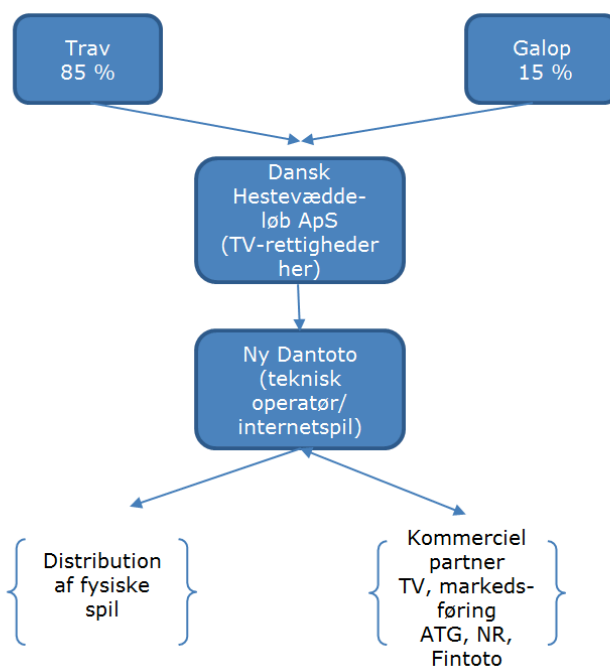 Trav
85 %
Galop
15 %
Dansk
Hestevædde-
løb ApS
(TV-rettigheder
her)
Ny Dantoto
(teknisk
operatør/
internetspil)
Distribution
af fysiske
spil
Kommerciel
partner
TV, markeds-
føring
ATG, NR,
Fintoto